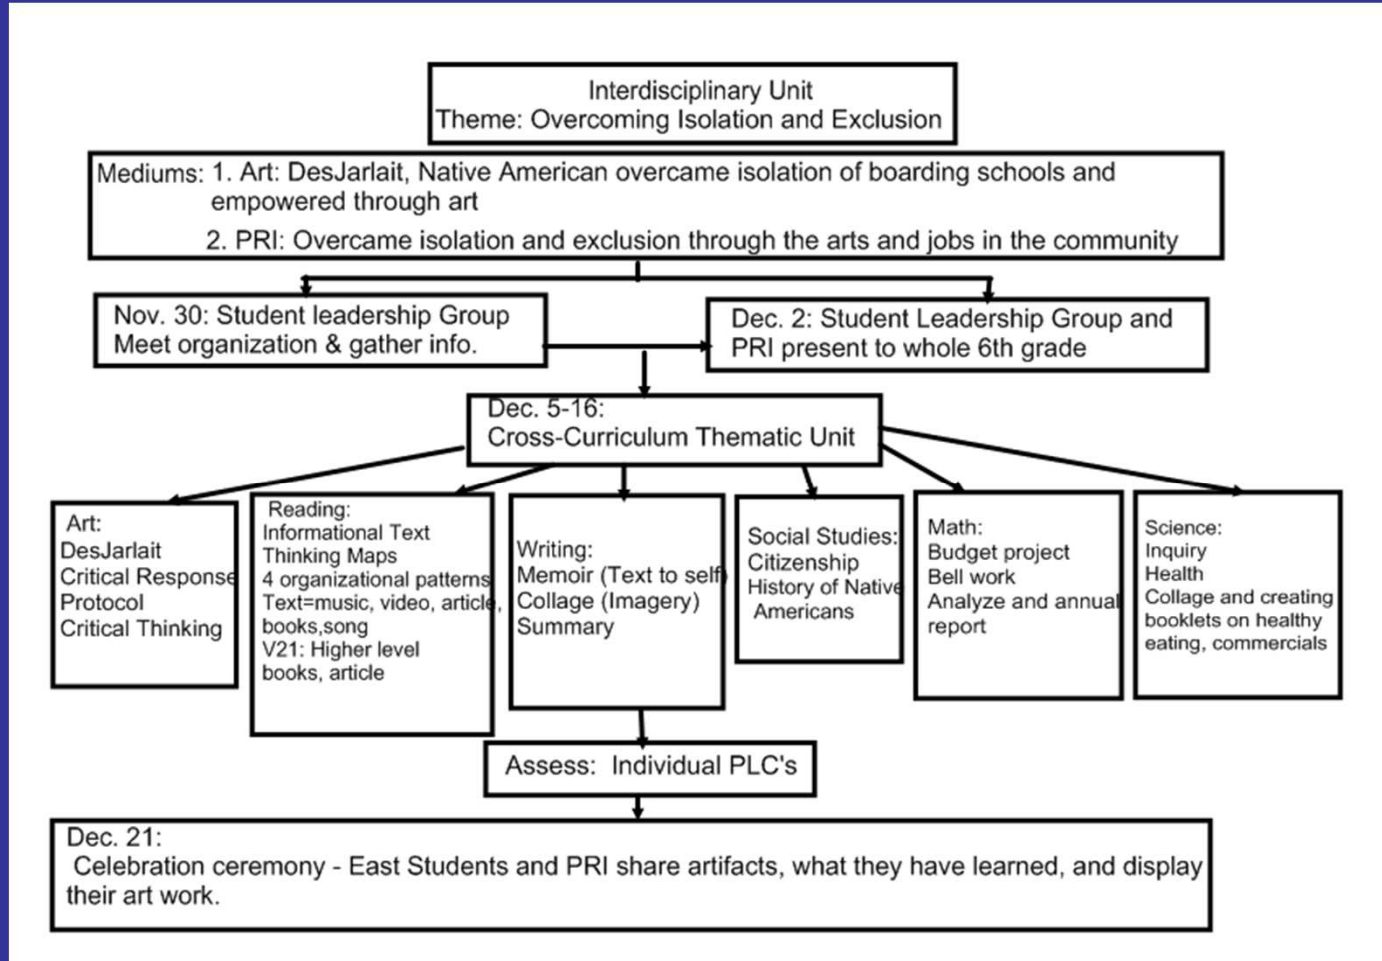 Interdisciplinary Unit
Theme: Overcoming Isolation and Exclusion
Mediums: 1. Art: DesJarlait, Native American overcame isolation of boarding schools and
empowered through art
2. PRI: Overcame isolation and exclusion through the arts and jobs in the community
Nov. 30: Student leadership Group
Meet organization & gather info.
Dec. 2: Student Leadership Group and
PRI present to whole 6th grade
Dec. 5-16:
Cross-Curriculum Thematic Unit
Art:
DesJarlait
Critical Response
Protocol
Critical Thinking
Reading:
Informational Text
Thinking Maps
4 organizational patterns
Text=music, video, article,
books,song
V21: Higher level
books, article
Writing:
Memoir (Text to self)
Collage (Imagery)
Summary
Social Studies:
Citizenship
History of Native
Americans
Math:
Budget project
Bell work
Analyze and annual
report
Science:
Inquiry
Health
Collage and creating
booklets on healthy
eating, commercials
Assess: Individual PLC's
Dec. 21:
Celebration ceremony - East Students and PRI share artifacts, what they have learned, and display
their art work.